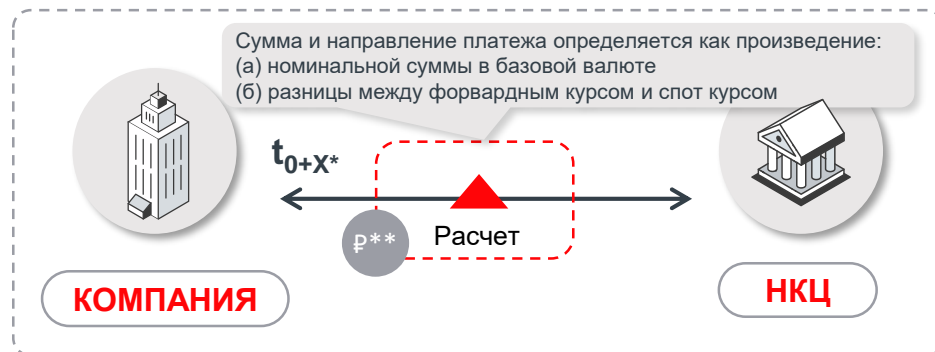 Сумма и направление платежа определяется как произведение:
(а) номинальной суммы в базовой валюте
(б) разницы между форвардным курсом и спот курсом
t0+X*
₽**
Расчет
КОМПАНИЯ
НКЦ